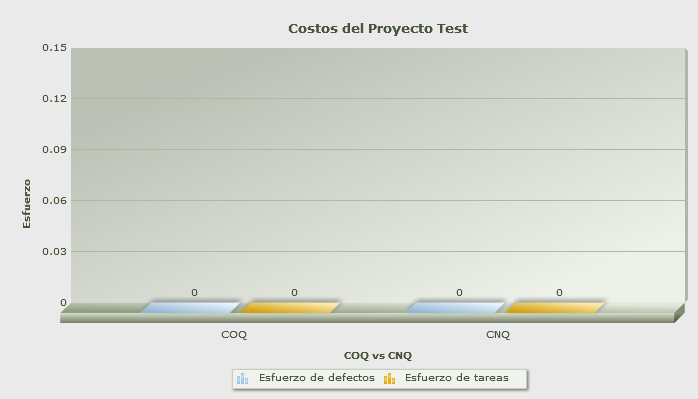 Costos del Proyecto Test
0.15
0.12
0.09
0.06
0.03
0
Esfuerzo
0 0 0 0
COQ CNQ
COQ vs CNQ
Esfuerzo de defectos Esfuerzo de tareas